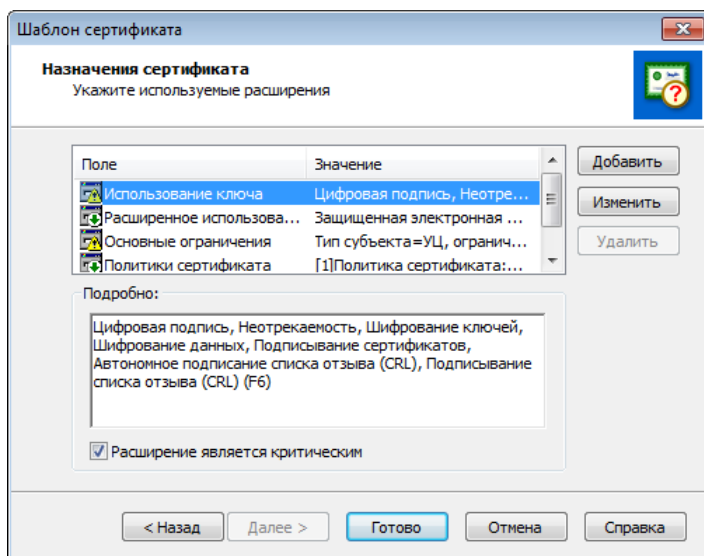 Шаблон сертификата
Назначения сертификата
Укажите используемые расширения
Поле Значение
Использование ключа Цифровая подпись, Неотре...
Расширенное использова... Защищенная электронная ...
Основные ограничения Тип субъекта=УЦ, огранич...
Политики сертификата [1]Политика сертификата:...
Добавить
Изменить
Удалить
Подробно:
Цифровая подпись, Неотрекаемость, Шифрование ключей,
Шифрование данных, Подписывание сертификатов,
Автономное подписание списка отзыва (CRL), Подписывание
списка отзыва (CRL) (F6)
Расширение является критическим
< Назад Далее > Готово Отмена Справка